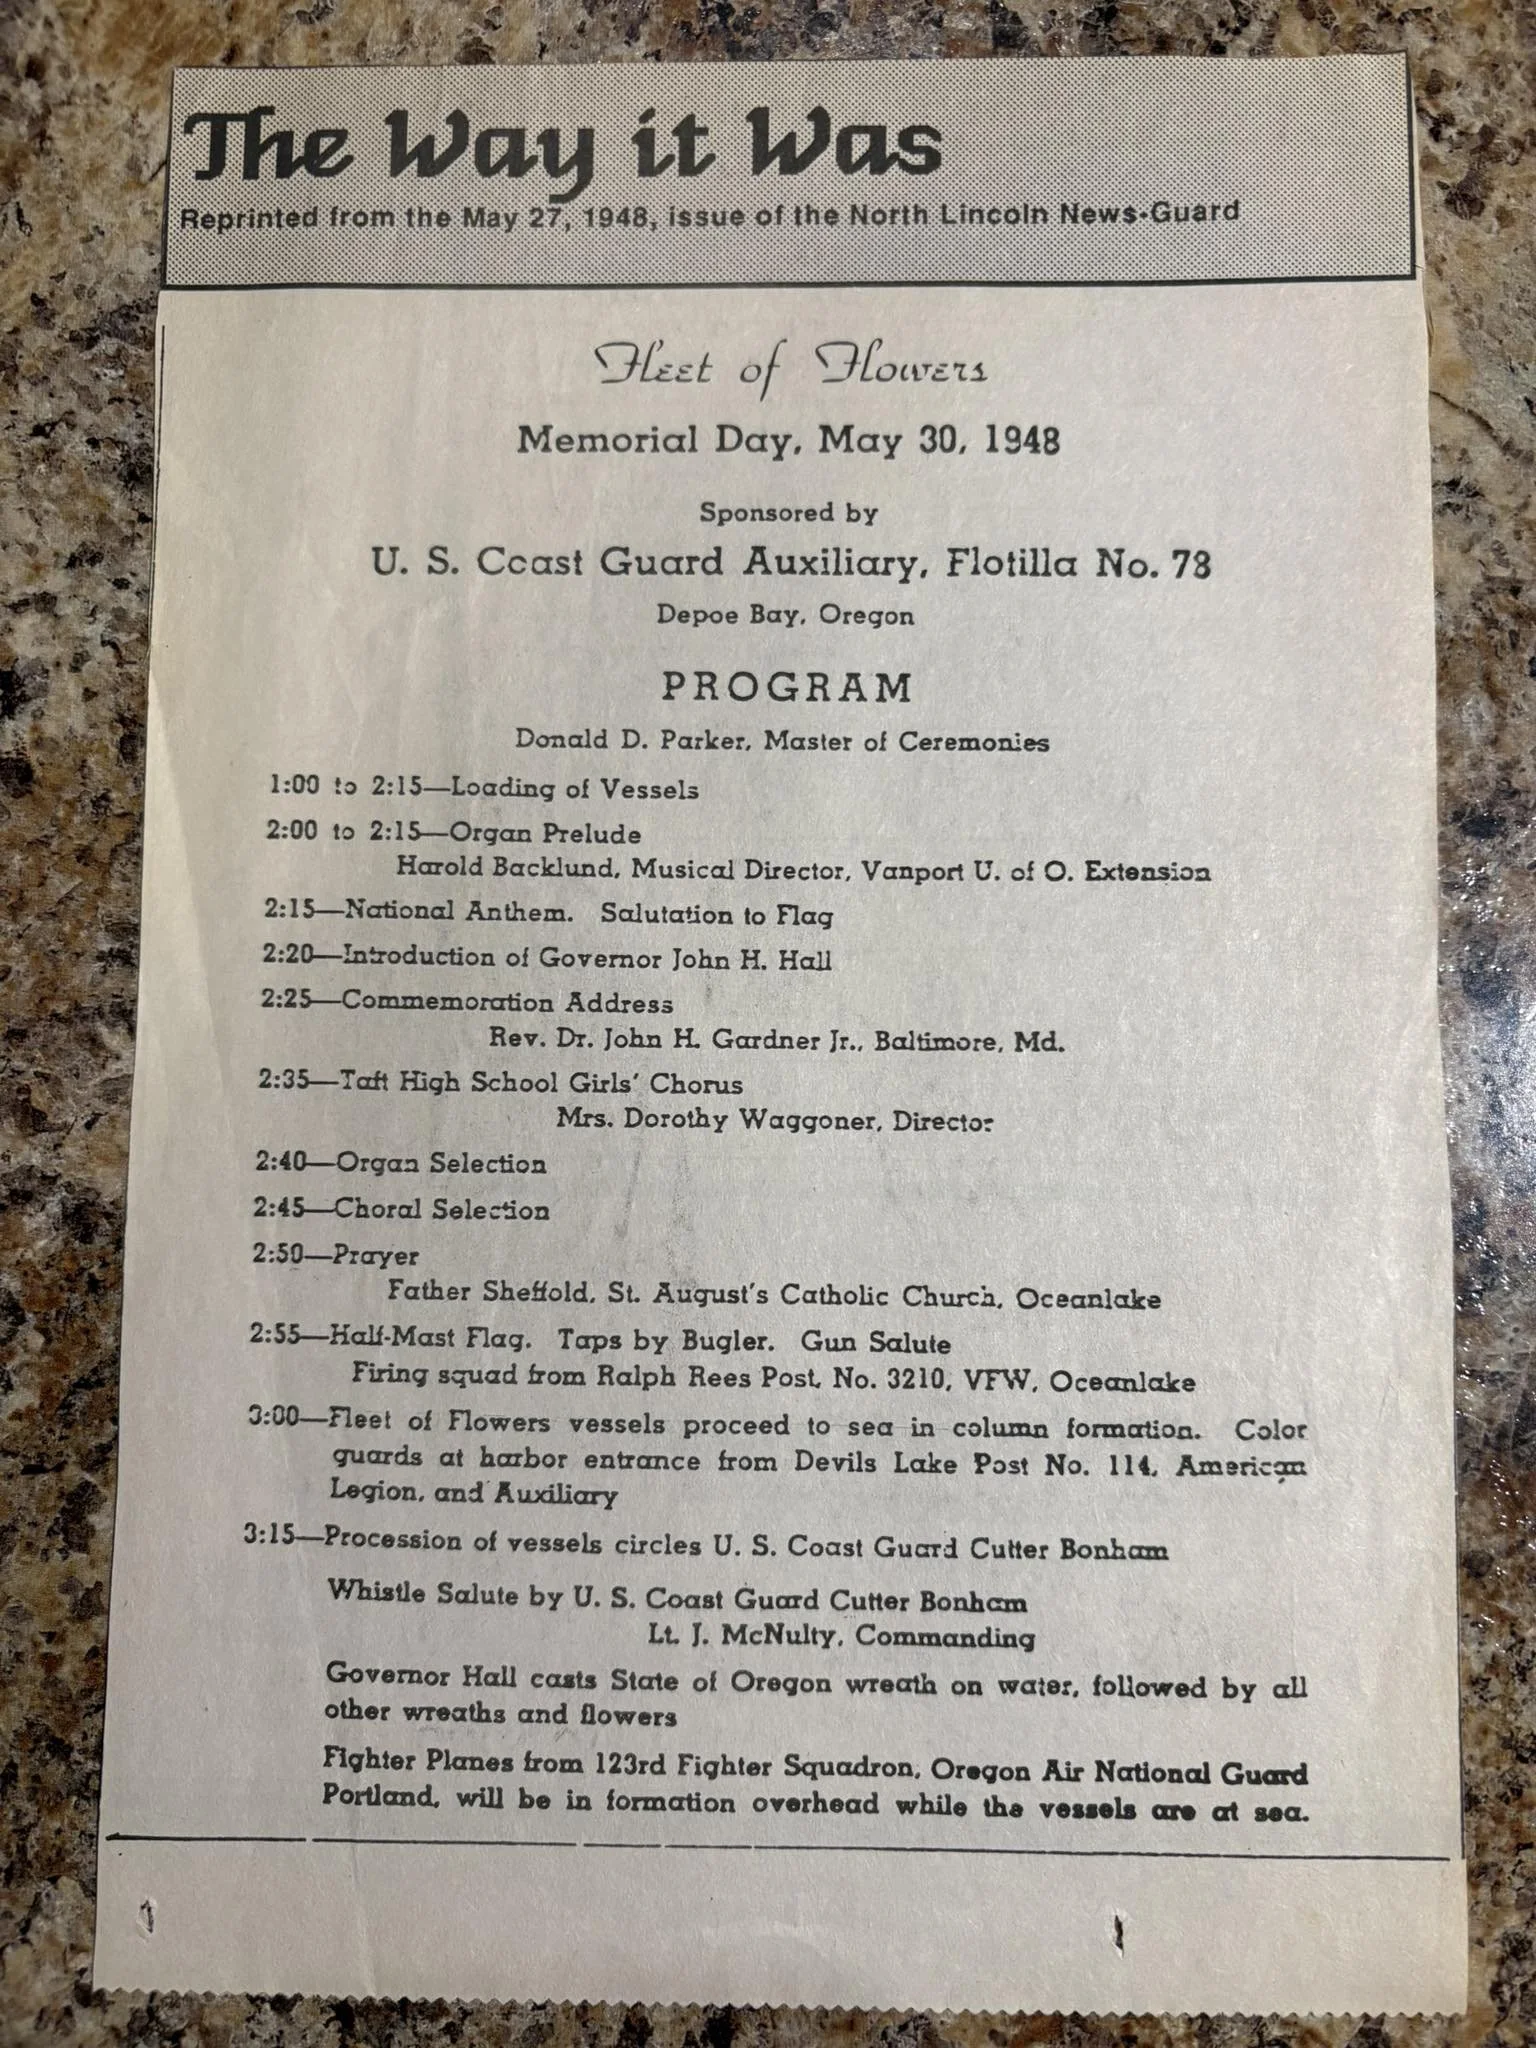 The Way it Was
Reprinted from the May 27, 1948, issue of the North Lincoln News-Guard
Fleet of Flowers
Memorial Day, May 30, 1948
Sponsored by
U. S. Coast Guard Auxiliary, Flotilla No. 78
Depoe Bay, Oregon
PROGRAM
Donald D. Parker, Master of Ceremonies
1:00 to 2:15—Loading of Vessels
2:00 to 2:15—Organ Prelude
Harold Backlund, Musical Director, Vanport U. of O. Extension
2:15—National Anthem. Salutation to Flag
2:20—Introduction of Governor John H. Hall
2:25—Commemoration Address
Rev. Dr. John H. Gardner Jr., Baltimore, Md.
2:35—Taft High School Girls' Chorus
Mrs. Dorothy Waggoner, Director
2:40—Organ Selection
2:45—Choral Selection
2:50—Prayer
Father Sheffold, St. August's Catholic Church, Oceanlake
2:55—Half-Mast Flag. Taps by Bugler. Gun Salute
Firing squad from Ralph Rees Post, No. 3210, VFW, Oceanlake
3:00—Fleet of Flowers vessels proceed to sea in column formation. Color
guards at harbor entrance from Devils Lake Post No. 114, American
Legion, and Auxiliary
3:15—Procession of vessels circles U. S. Coast Guard Cutter Bonham
Whistle Salute by U. S. Coast Guard Cutter Bonham
Lt. J. McNulty, Commanding
Governor Hall casts State of Oregon wreath on water, followed by all
other wreaths and flowers
Fighter Planes from 123rd Fighter Squadron, Oregon Air National Guard
Portland, will be in formation overhead while the vessels are at sea.